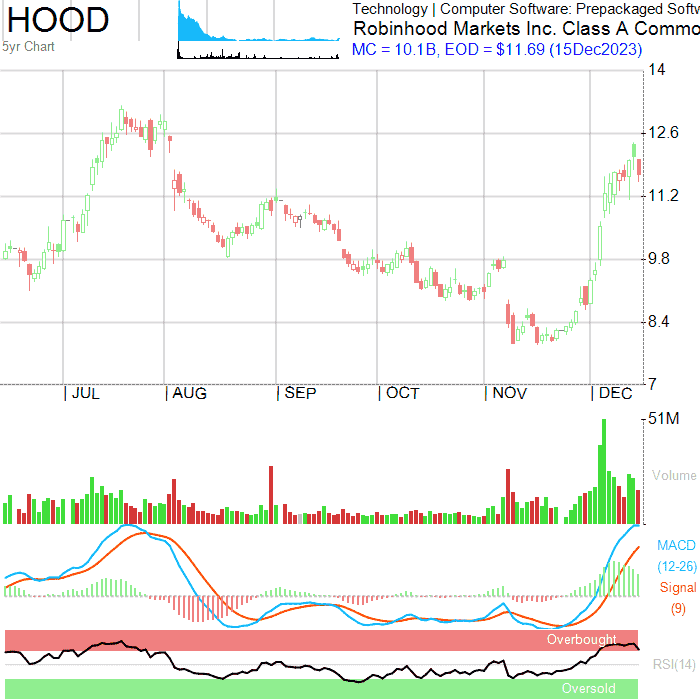 HOOD
5yr Chart
Technology | Computer Software: Prepackaged Softw
Robinhood Markets Inc. Class A Commo
MC = 10.1B, EOD = $11.69 (15Dec2023)
14
12.6
11.2
9.8
8.4
7
| JUL | AUG | SEP | OCT | NOV | DEC
51M
Volume
MACD
(12-26)
Signal
(9)
Overbought
RSI(14)
Oversold